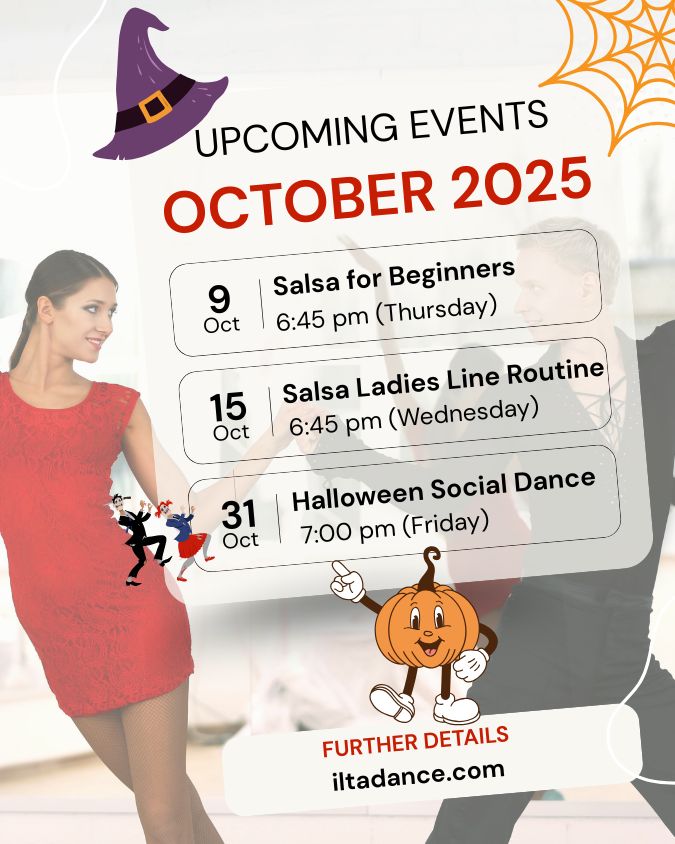 UPCOMING EVENTS
OCTOBER 2025
9
Oct
Salsa for Beginners
6:45 pm (Thursday)
15
Oct
Salsa Ladies Line Routine
6:45 pm (Wednesday)
31
Oct
Halloween Social Dance
7:00 pm (Friday)
FURTHER DETAILS
iltadance.com